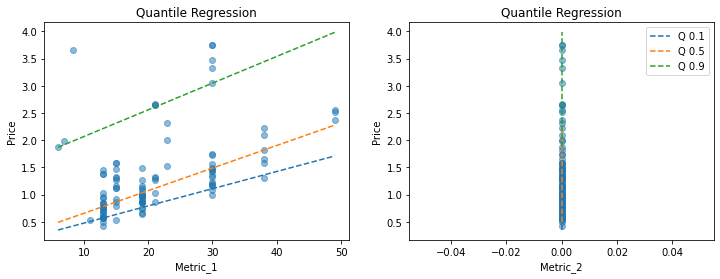 Quantile Regression
Price
4.0
3.5
3.0
2.5
2.0
1.5
1.0
0.5
10
20
30
40
50
Metric_1
Quantile Regression
Q 0.1
Q 0.5
Q 0.9
Price
4.0
3.5
3.0
2.5
2.0
1.5
1.0
0.5
−0.04
−0.02
0.00
0.02
0.04
Metric_2